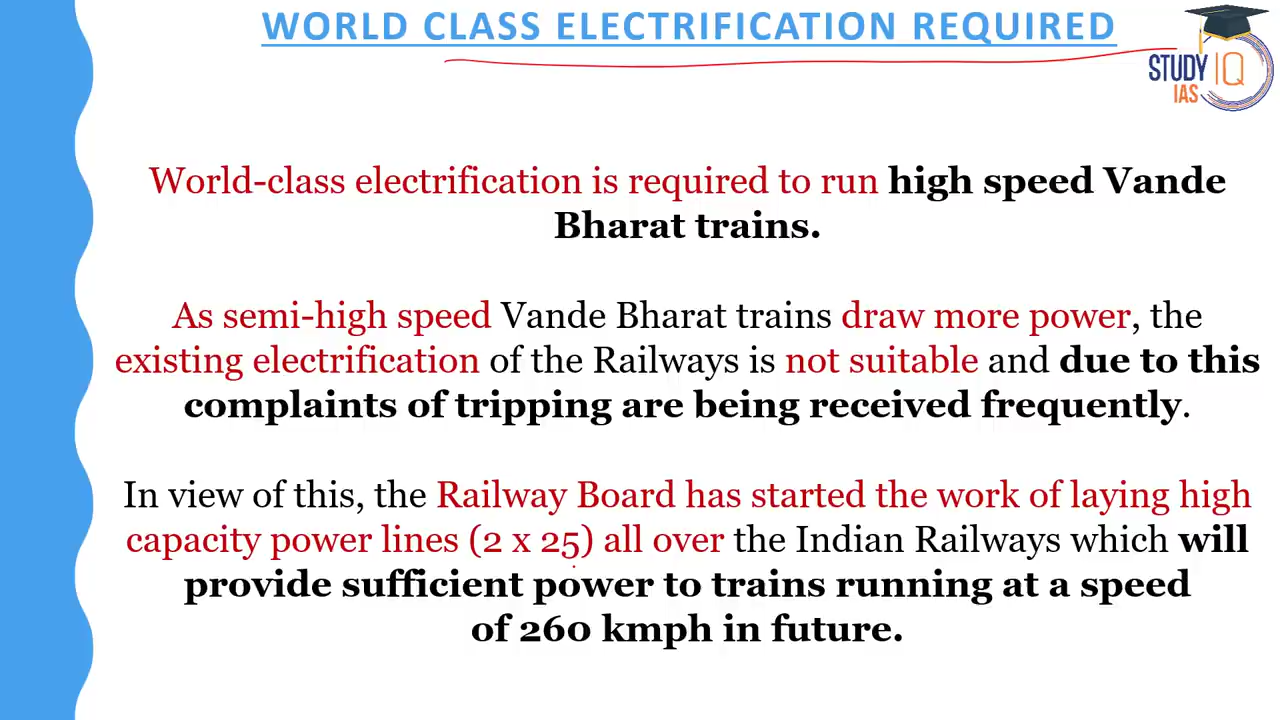 WORLD CLASS ELECTRIFICATION REQUIRED
STUDY IQ
IAS
World-class electrification is required to run high speed Vande
Bharat trains.
As semi-high speed Vande Bharat trains draw more power, the
existing electrification of the Railways is not suitable and due to this
complaints of tripping are being received frequently.
In view of this, the Railway Board has started the work of laying high
capacity power lines (2 x 25) all over the Indian Railways which will
provide sufficient power to trains running at a speed
of 260 kmph in future.